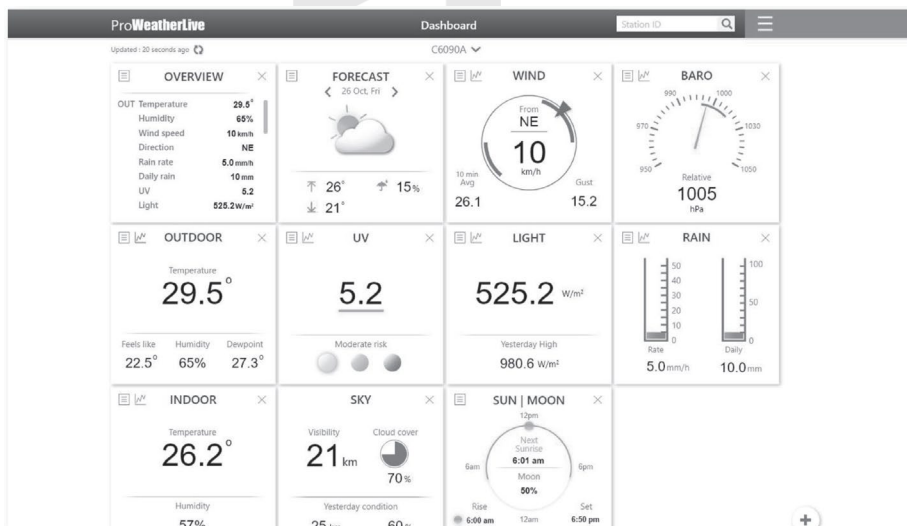 ProWeatherLive
Dashboard
Station ID
Updated : 20 seconds ago
C6090A
OVERVIEW
OUT Temperature 29.5°
Humidity 65%
Wind speed 10 km/h
Direction NE
Rain rate 5.0 mm/h
Daily rain 10 mm
UV 5.2
Light 525.2 W/m²
FORECAST
26 Oct, Fri
26° 15%
21°
WIND
From
NE
10
km/h
10 min
Avg
26.1
Gust
15.2
BARO
990 1000
970 1030
950 1050
Relative
1005
hPa
OUTDOOR
Temperature
29.5°
Feels like Humidity Dewpoint
22.5° 65% 27.3°
UV
5.2
Moderate risk
LIGHT
525.2 W/m²
Yesterday High
980.6 W/m²
RAIN
50
40
30
20
10
0
100
50
0
Rate
5.0 mm/h
Daily
10.0 mm
INDOOR
Temperature
26.2°
Humidity
57%
SKY
Visibility Cloud cover
21 km
70%
Yesterday condition
25 km 60%
SUN | MOON
12pm
Next
Sunrise
6:01 am
6am 6pm
Moon
50%
Rise Set
6:00 am 12am 6:50 pm